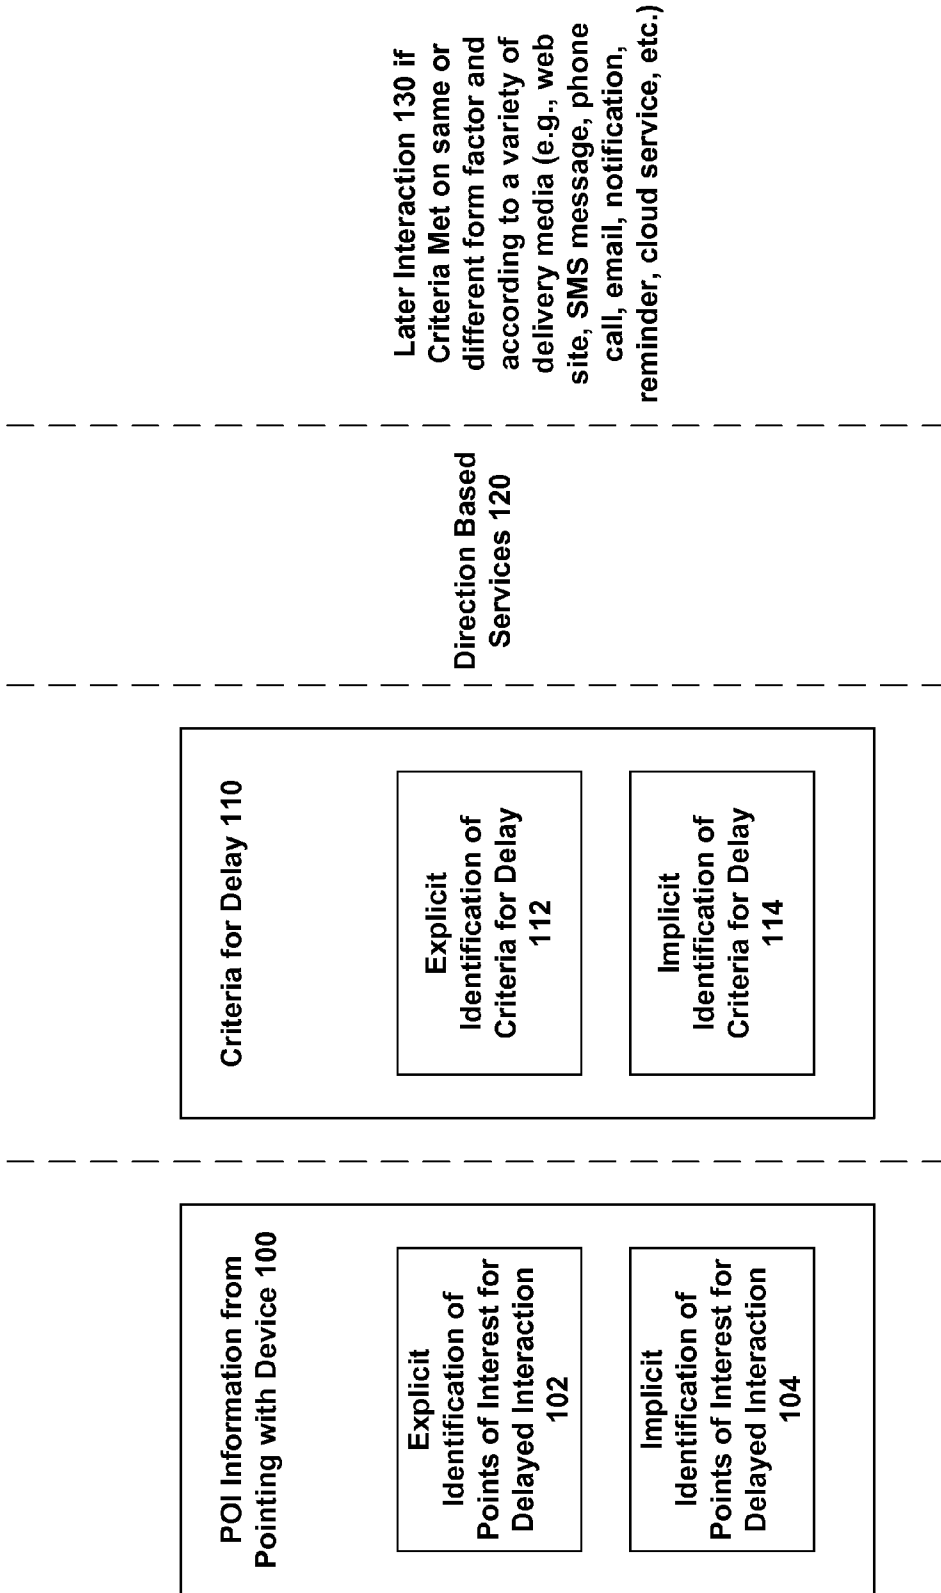 POI Information from
Pointing with Device 100
Explicit
Identification of
Points of Interest for
Delayed Interaction
102
Implicit
Identification of
Points of Interest for
Delayed Interaction
104
Criteria for Delay 110
Explicit
Identification of
Criteria for Delay
112
Implicit
Identification of
Criteria for Delay
114
Direction Based
Services 120
Later Interaction 130 if
Criteria Met on same or
different form factor and
according to a variety of
delivery media (e.g., web
site, SMS message, phone
call, email, notification,
reminder, cloud service, etc.)